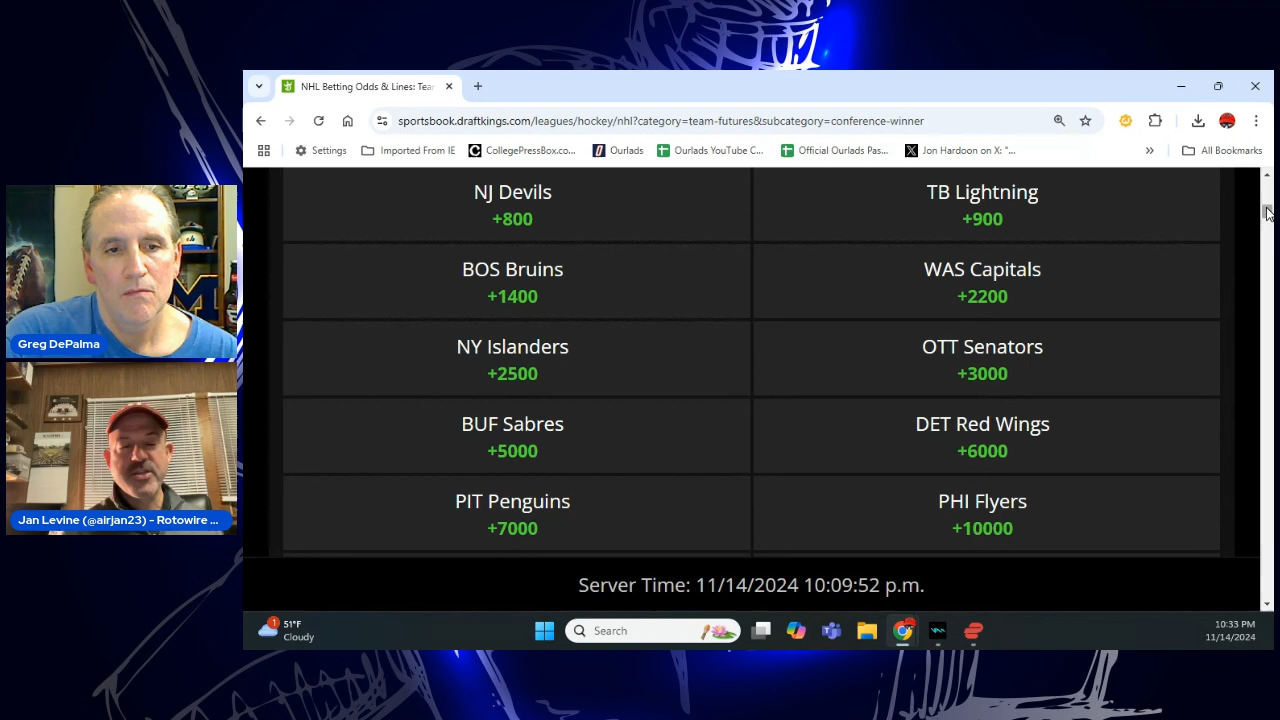 NHL Betting Odds & Lines: Tear
sportsbook.draftkings.com/leagues/hockey/nhl?category=team-futures&subcategory=conference-winner
Settings
Imported From IE
CollegePressBox.co...
Ourlads
Ourlads YouTube C...
Official Ourlads Pas...
Jon Hardoon on X: "...
»
All Bookmarks
NJ Devils
+800
TB Lightning
+900
BOS Bruins
+1400
WAS Capitals
+2200
NY Islanders
+2500
OTT Senators
+3000
BUF Sabres
+5000
DET Red Wings
+6000
PIT Penguins
+7000
PHI Flyers
+10000
Server Time: 11/14/2024 10:09:52 p.m.
Greg DePalma
Jan Levine (@alrjan23) - Rotowire ...
1
51°F
Cloudy
Search
10:33 PM
11/14/2024